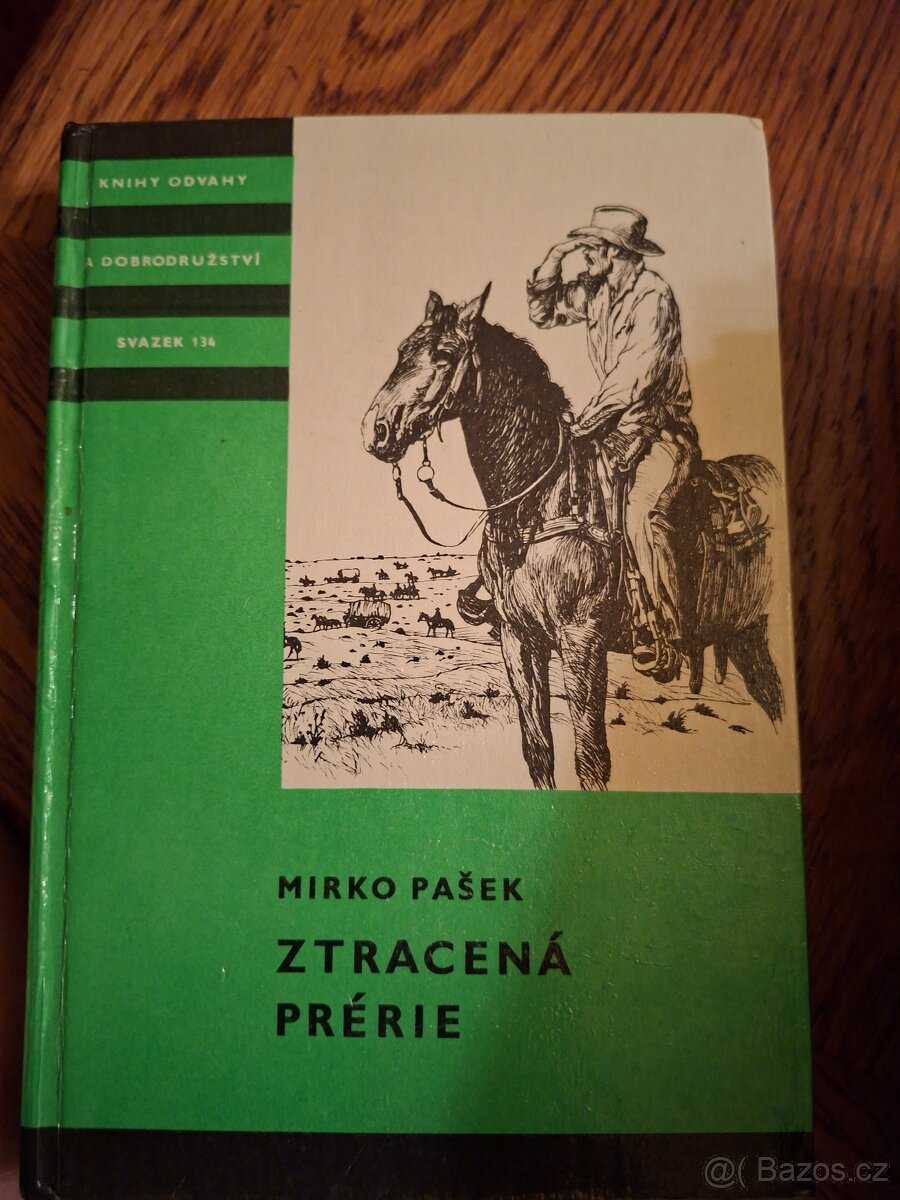 KNIHY ODVAHY
A DOBRODRUŽSTVÍ
SVAZEK 134
MIRKO PAŠEK
ZTRACENÁ
PRÉRIE
@( Bazos.cz